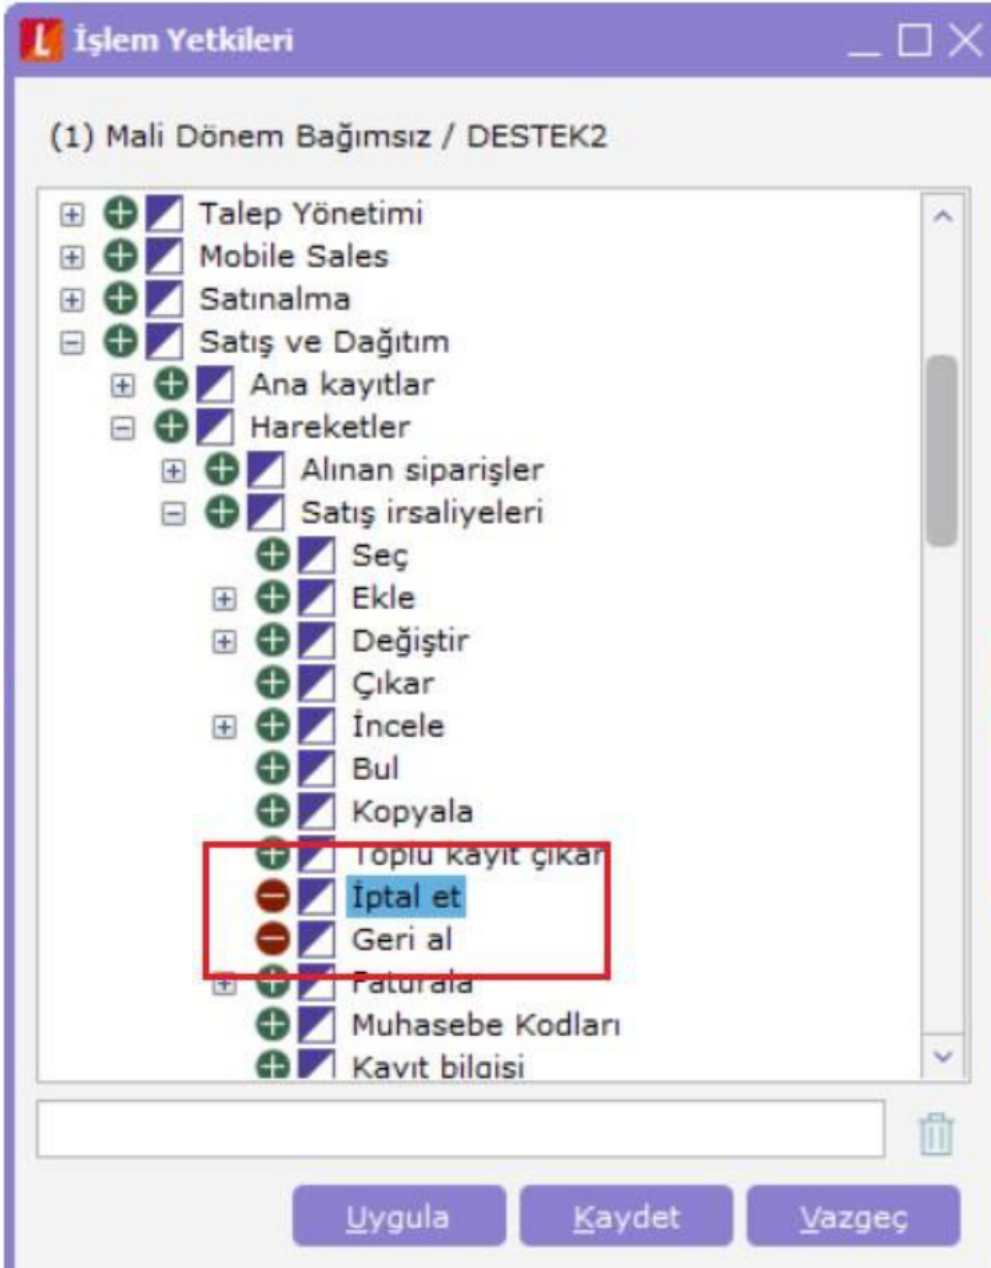 İşlem Yetkileri
(1) Mali Dönem Bağımsız / DESTEK2
Talep Yönetimi
Mobile Sales
Satınalma
Satış ve Dağıtım
Ana kayıtlar
Hareketler
Alınan siparişler
Satış irsaliyeleri
Seç
Ekle
Değiştir
Çıkar
İncele
Bul
Kopyala
Toplu kayıt çıkar
İptal et
Geri al
Faturala
Muhasebe Kodları
Kayıt bilgisi
Uygula Kaydet Vazgeç